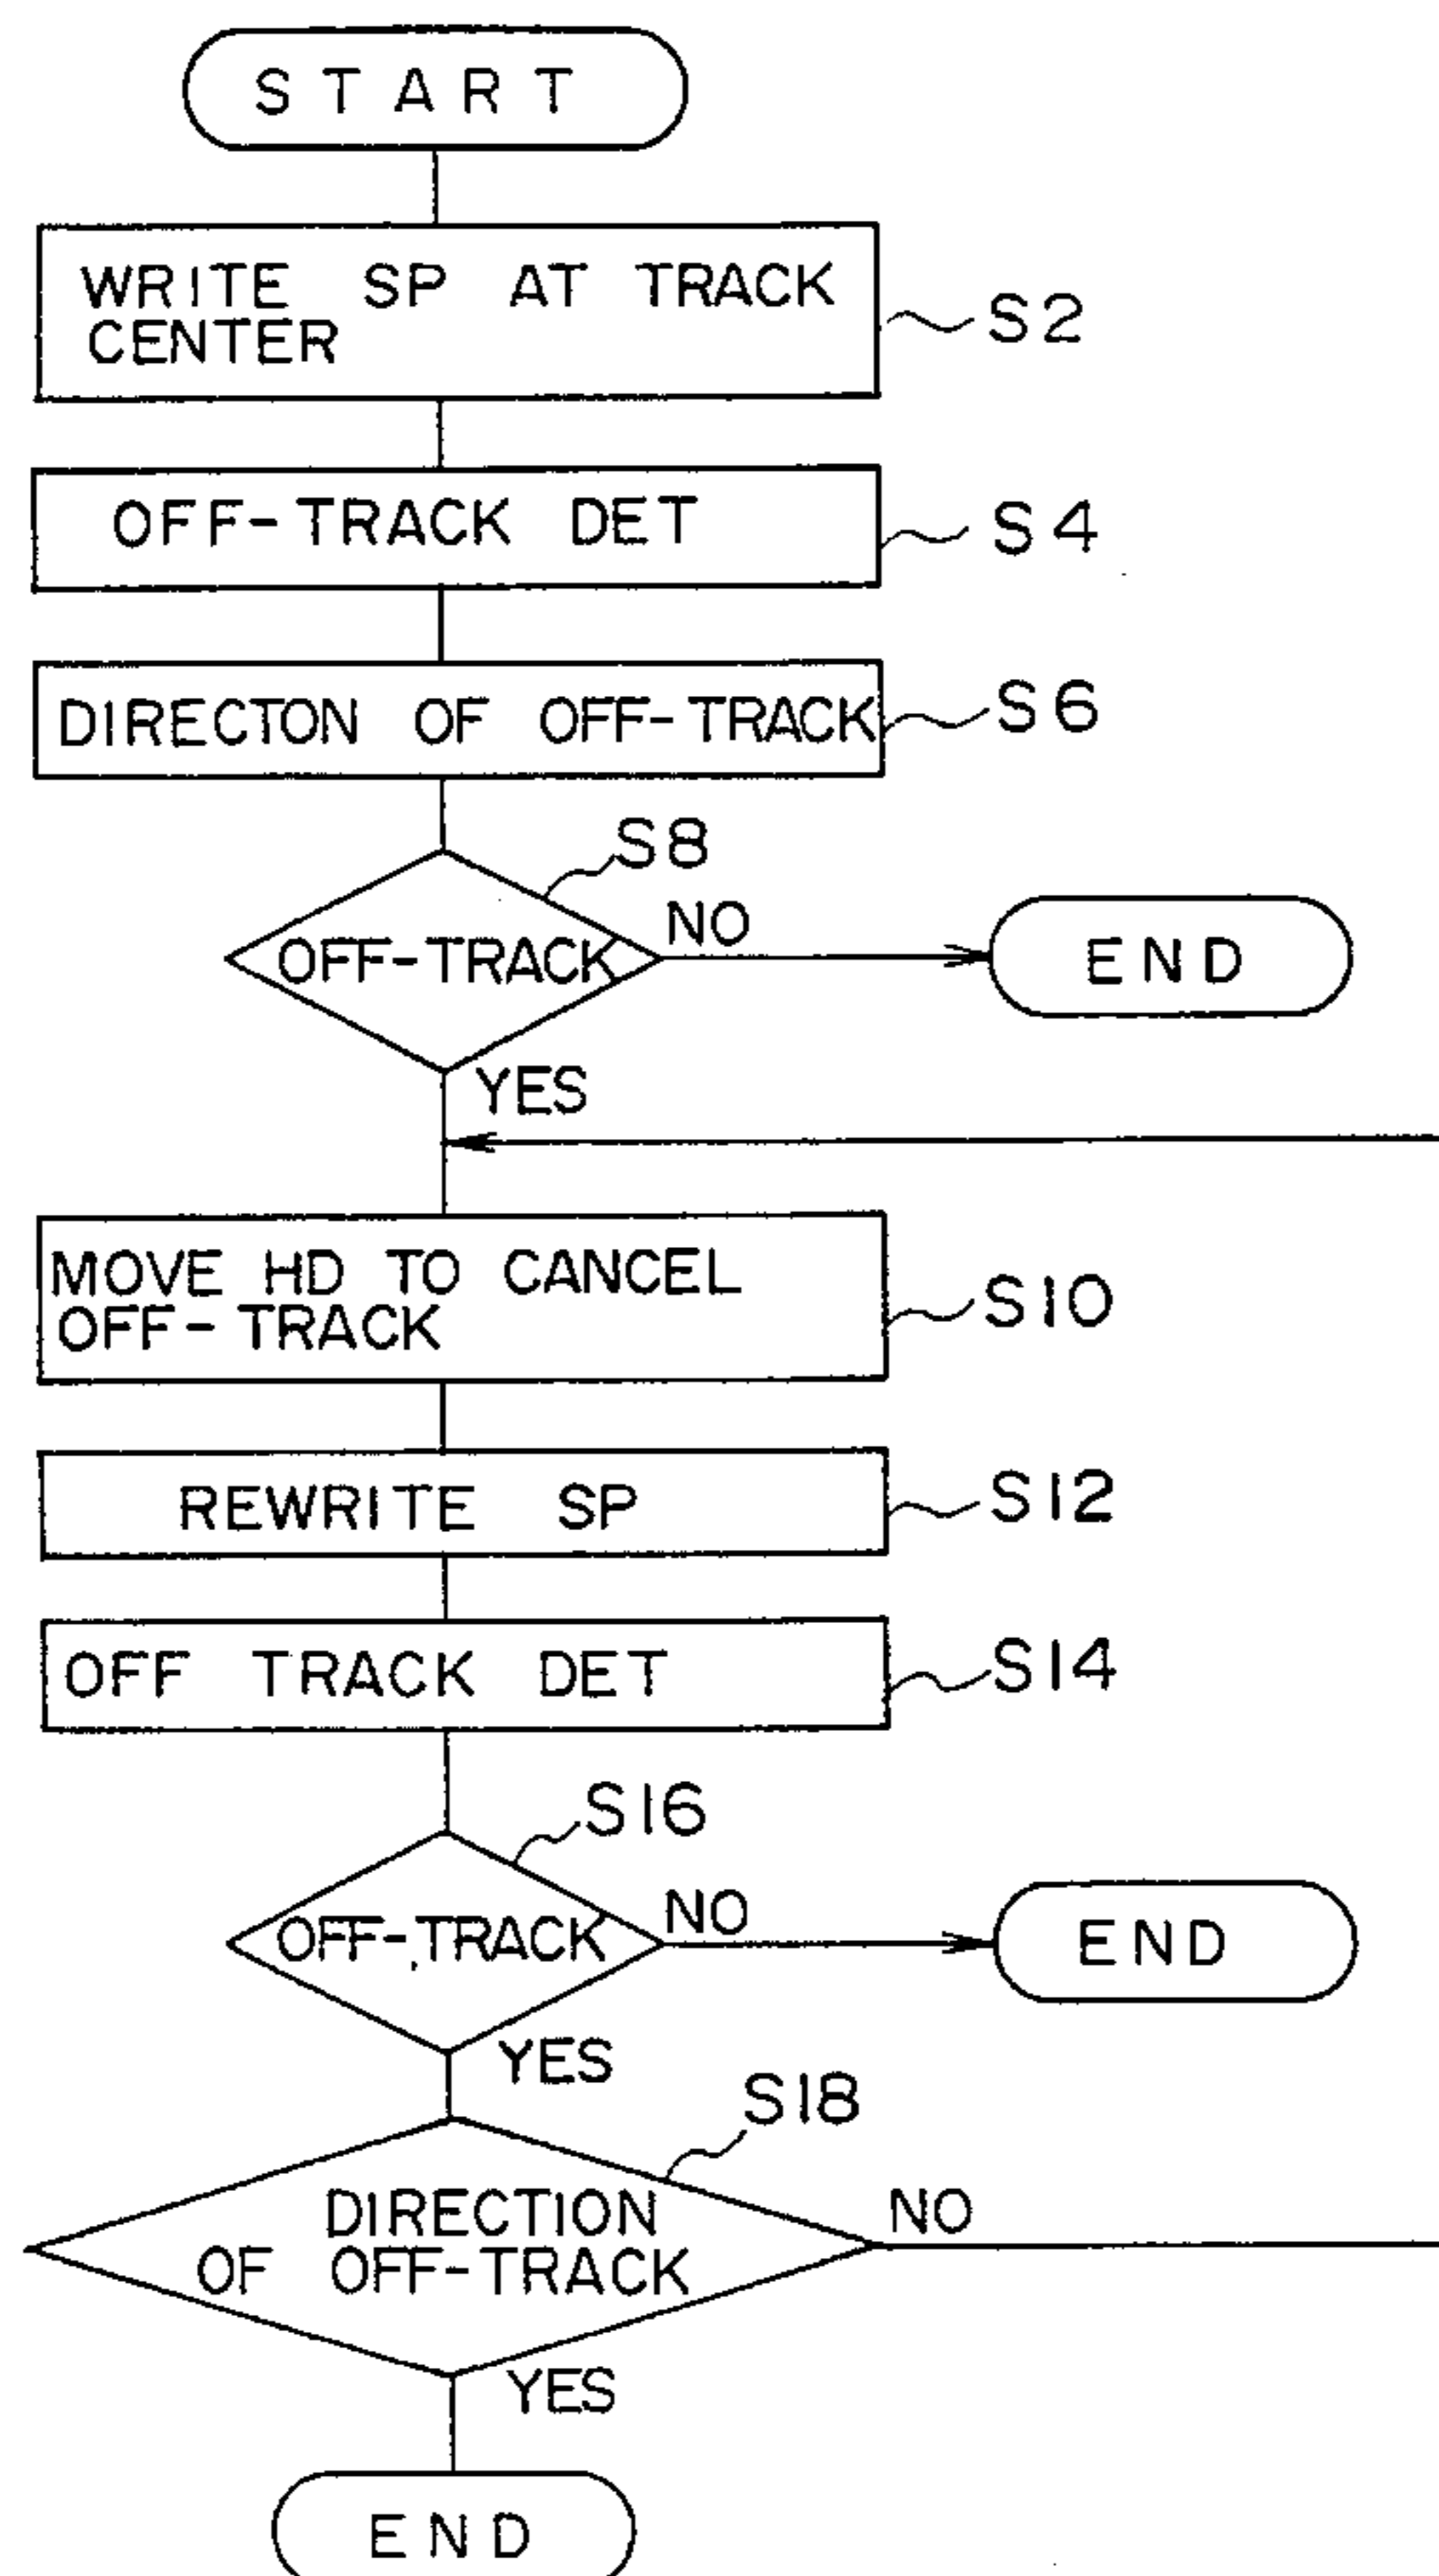 START
WRITE SP AT TRACK
CENTER
S2
OFF-TRACK DET
S4
DIRECTON OF OFF-TRACK
S6
S8
OFF-TRACK
NO
END
YES
MOVE HD TO CANCEL
OFF-TRACK
S10
REWRITE SP
S12
OFF TRACK DET
S14
S16
OFF-TRACK
NO
END
YES
S18
DIRECTION
OF OFF-TRACK
NO
YES
END